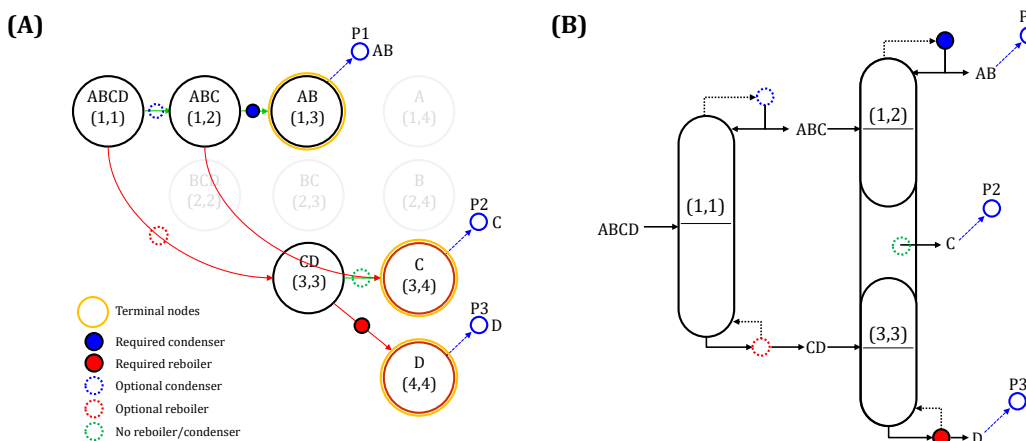 (A)
P1
AB
ABCD
(1,1)
ABC
(1,2)
AB
(1,3)
A
(1,4)
BCD
(2,2)
BC
(2,3)
B
(2,4)
P2
C
CD
(3,3)
C
(3,4)
P3
D
D
(4,4)
Terminal nodes
Required condenser
Required reboiler
Optional condenser
Optional reboiler
No reboiler/condenser
(B)
P
AB
(1,2)
ABC
(1,1)
ABCD
P2
C
(3,3)
CD
P3
D